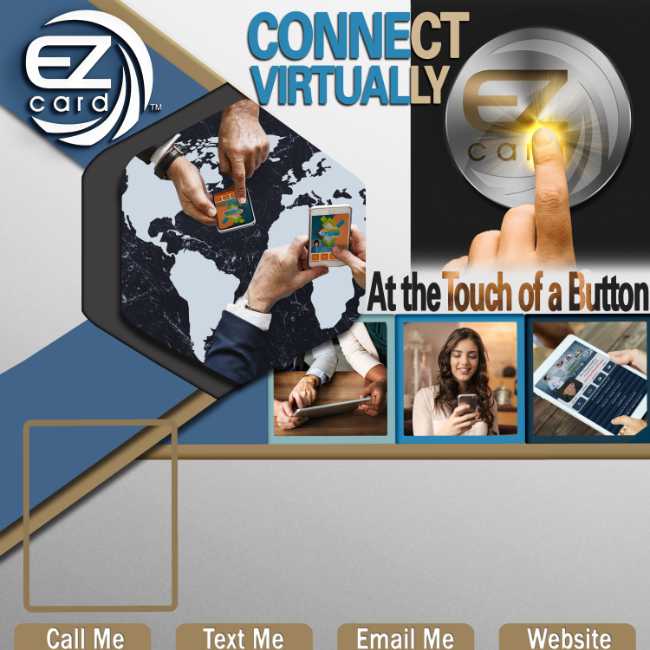 EZ
card
TM
CONNECT
VIRTUALLY
EZ
card
At the Touch of a Button
Call Me
Text Me
Email Me
Website